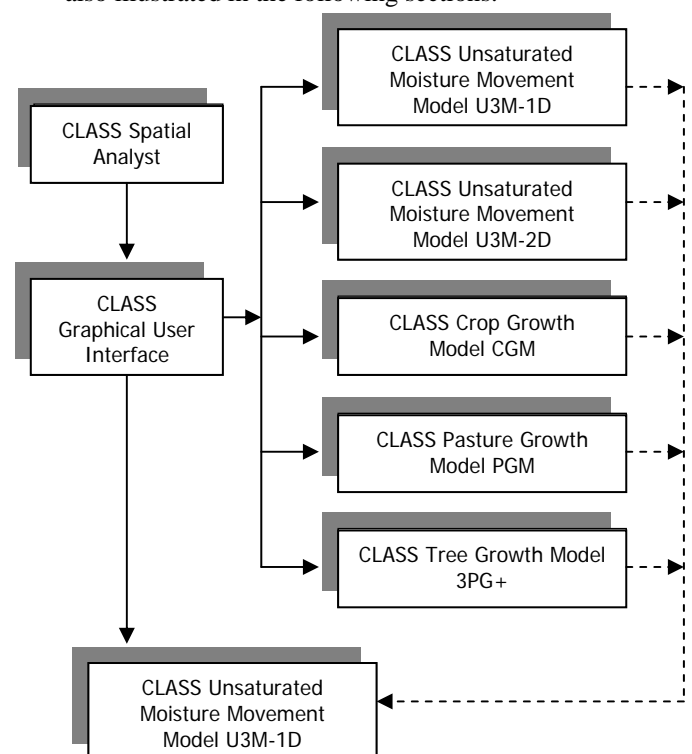 also illustrated in the following sections.
CLASS Unsaturated
Moisture Movement
Model U3M-1D
CLASS Spatial
Analyst
CLASS Unsaturated
Moisture Movement
Model U3M-2D
CLASS
Graphical User
Interface
CLASS Crop Growth
Model CGM
CLASS Pasture Growth
Model PGM
CLASS Tree Growth Model
3PG+
CLASS Unsaturated
Moisture Movement
Model U3M-1D